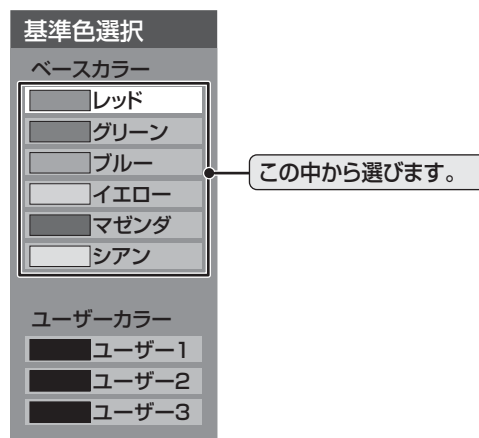 基準色選択
ベースカラー
レッド
グリーン
ブルー
イエロー
マゼンダ
シアン
この中から選びます。
ユーザーカラー
ユーザー1
ユーザー2
ユーザー3